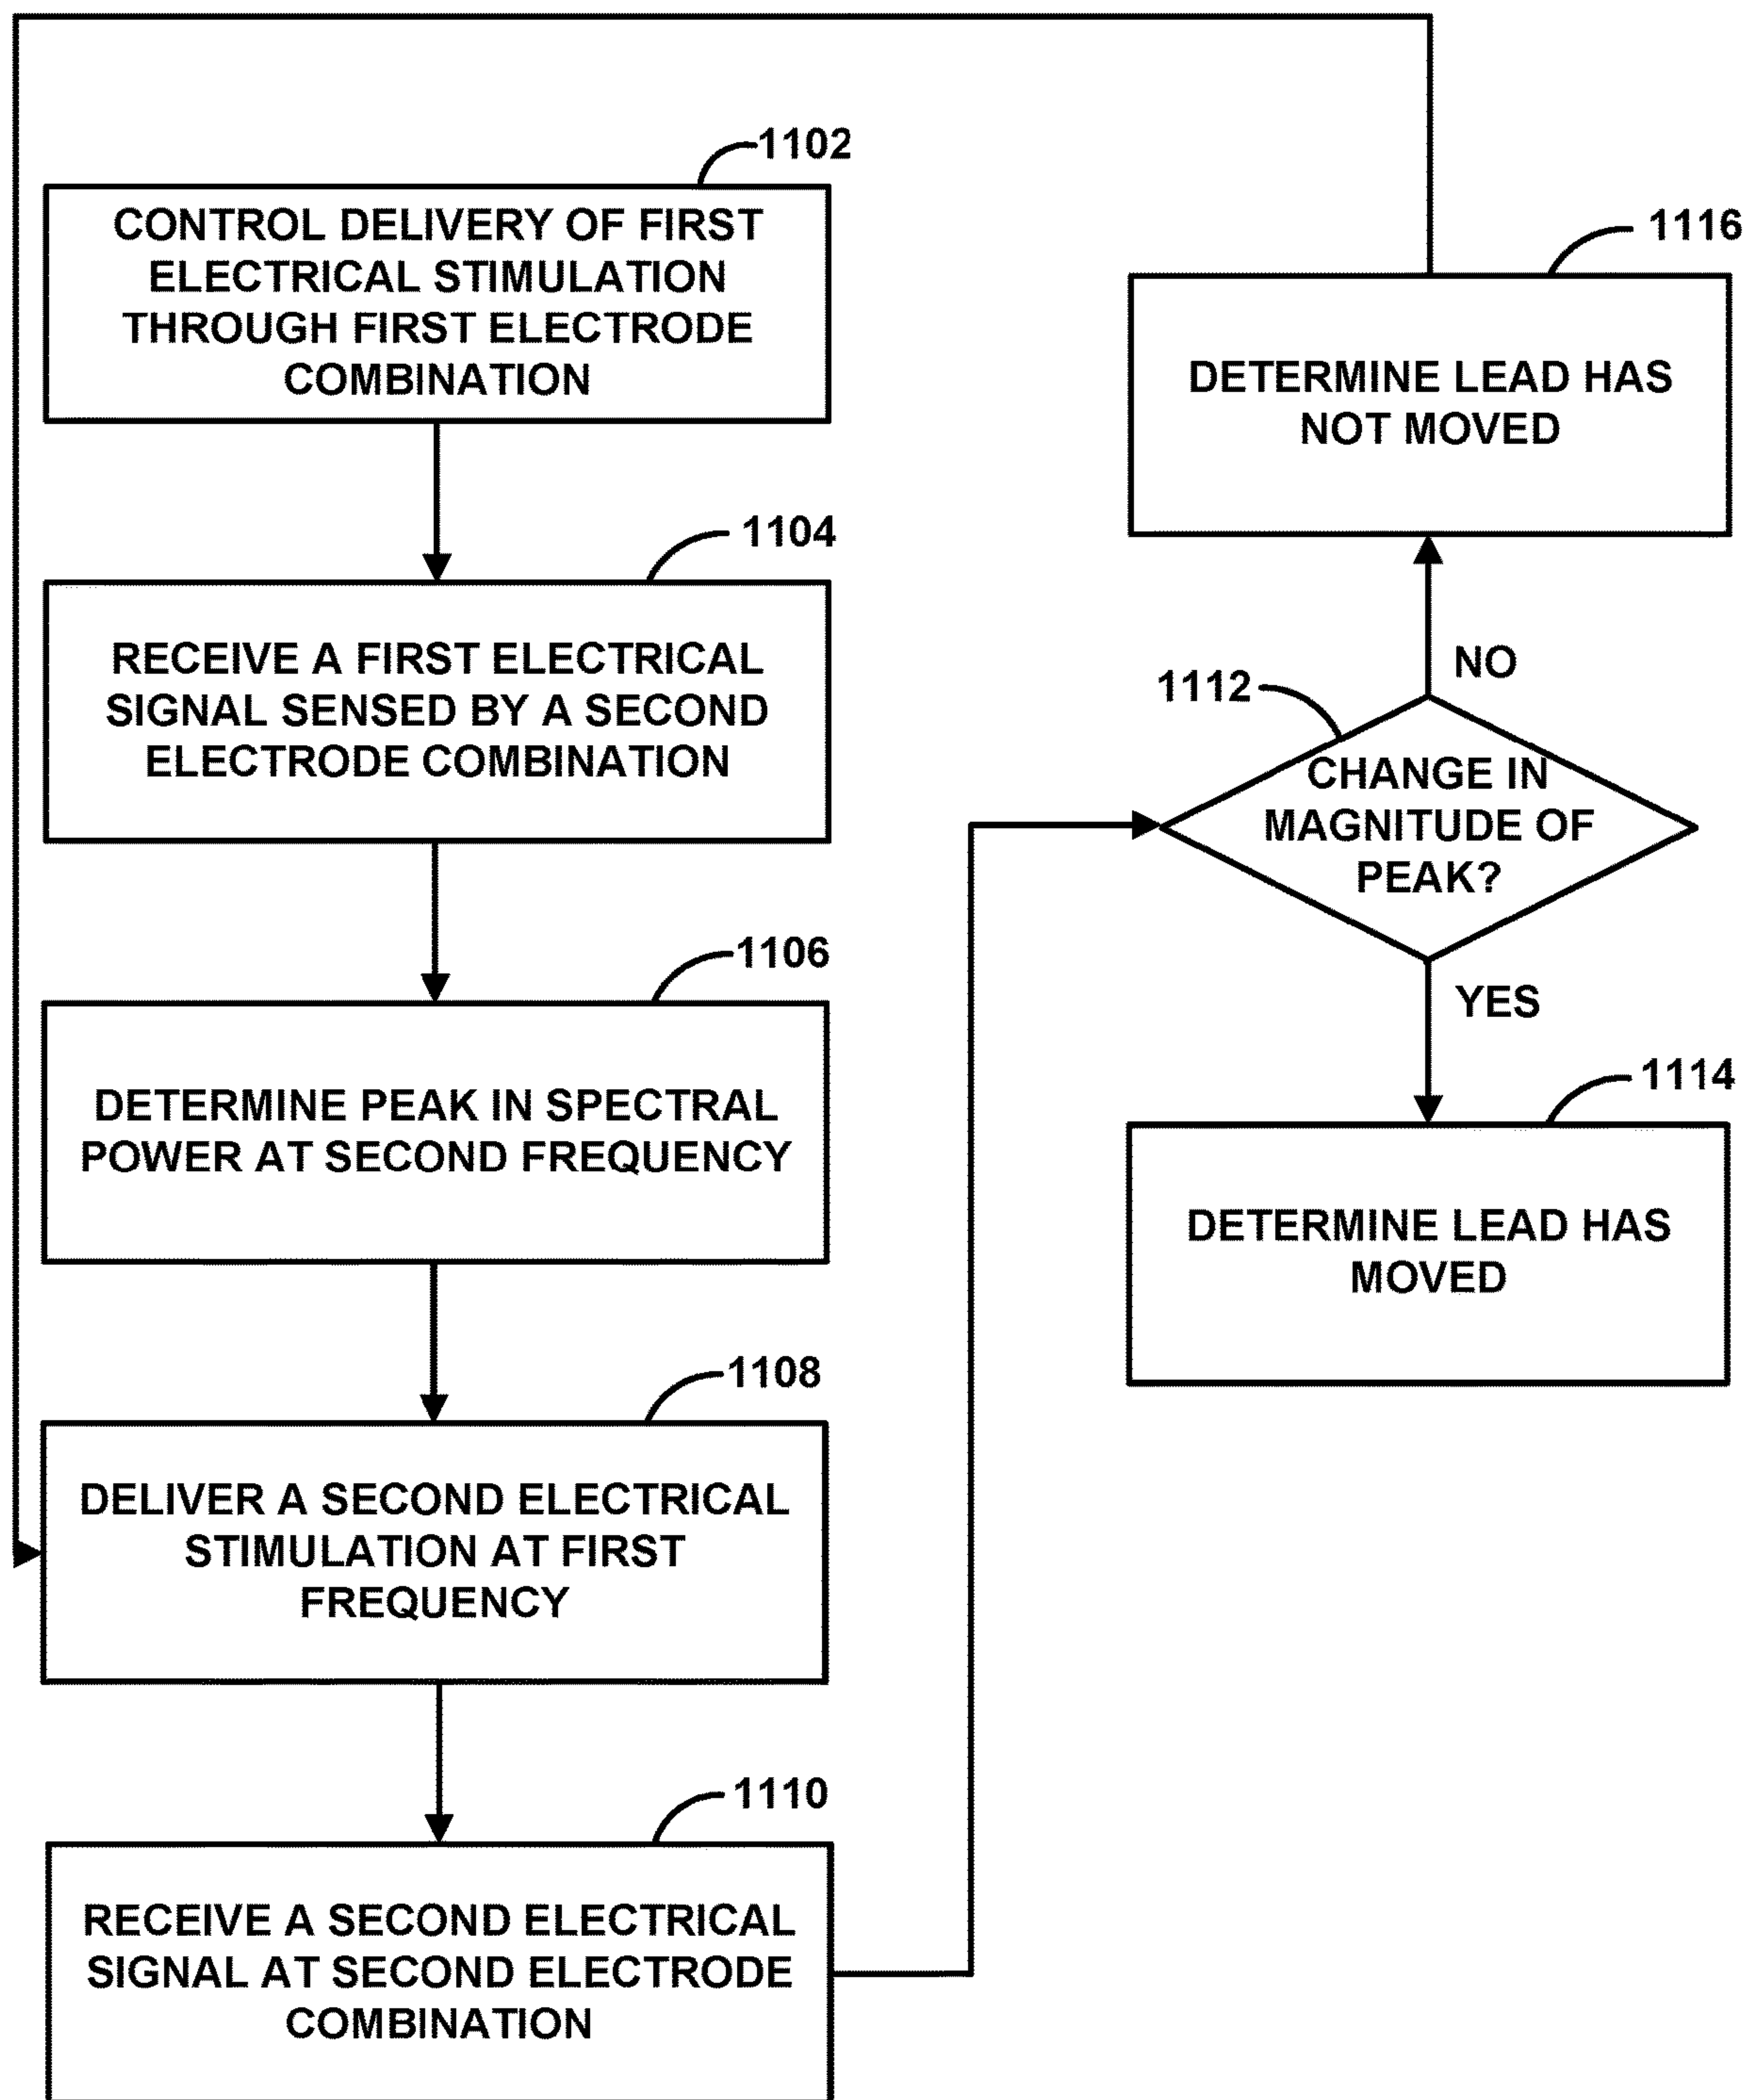 1102
CONTROL DELIVERY OF FIRST
ELECTRICAL STIMULATION
THROUGH FIRST ELECTRODE
COMBINATION
1104
RECEIVE A FIRST ELECTRICAL
SIGNAL SENSED BY A SECOND
ELECTRODE COMBINATION
1106
DETERMINE PEAK IN SPECTRAL
POWER AT SECOND FREQUENCY
1108
DELIVER A SECOND ELECTRICAL
STIMULATION AT FIRST
FREQUENCY
1110
RECEIVE A SECOND ELECTRICAL
SIGNAL AT SECOND ELECTRODE
COMBINATION
1116
DETERMINE LEAD HAS
NOT MOVED
NO
1112
CHANGE IN
MAGNITUDE OF
PEAK?
YES
1114
DETERMINE LEAD HAS
MOVED